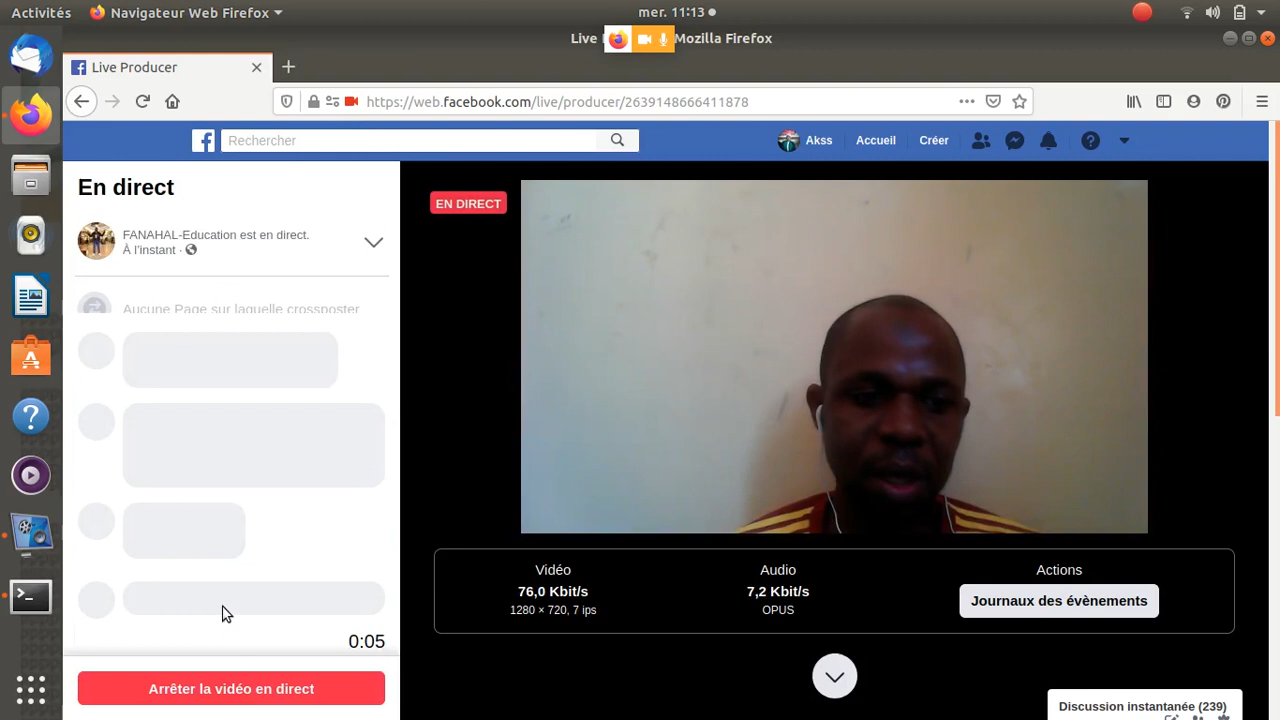 Activités
Navigateur Web Firefox
mer. 11:13
Live
Mozilla Firefox
Live Producer
https://web.facebook.com/live/producer/2639148666411878
Rechercher
Akss
Accueil
Créer
En direct
FANAHAL-Education est en direct.
À l'instant ·
Aucune Page sur laquelle crossposter
0:05
Arrêter la vidéo en direct
EN DIRECT
Vidéo
76,0 Kbit/s
1280 × 720, 7 ips
Audio
7,2 Kbit/s
OPUS
Actions
Journaux des évènements
Discussion instantanée (239)